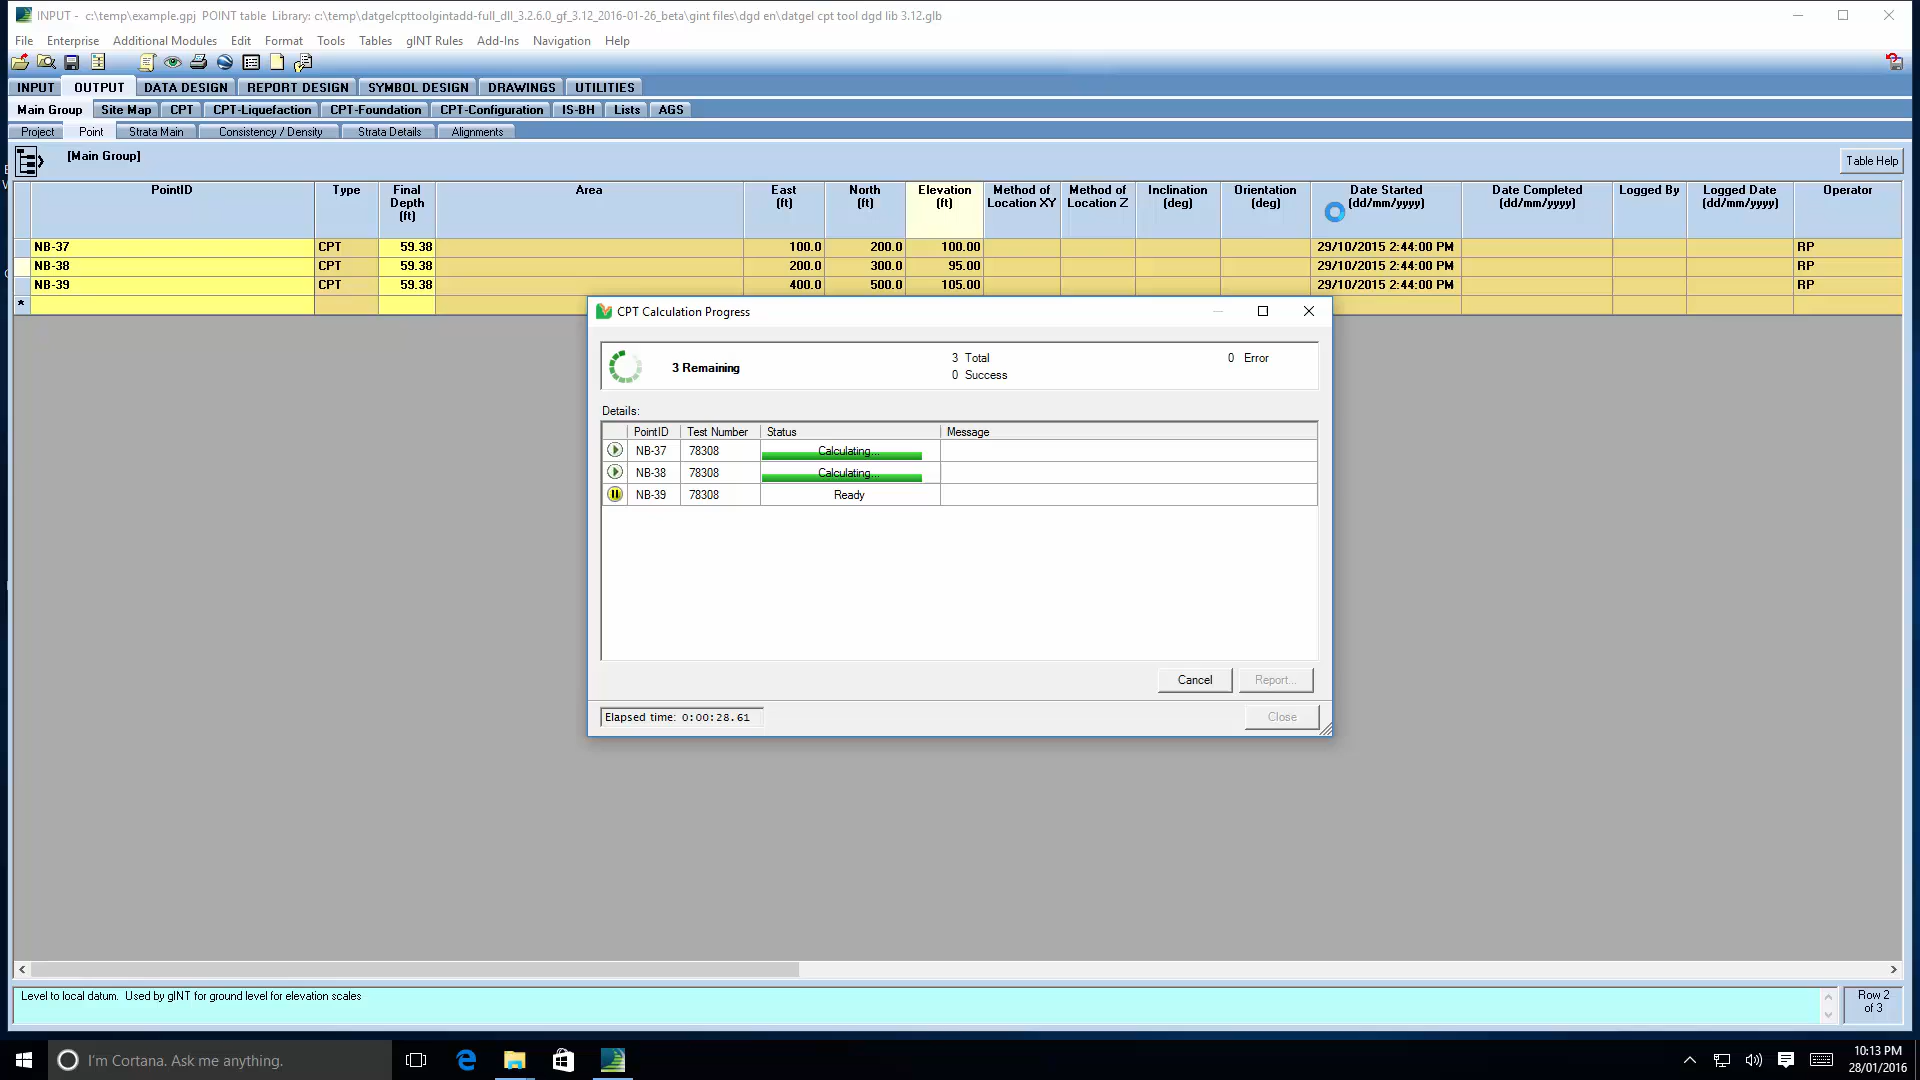 INPUT - c:\temp\example.gpj POINT table Library: c:\temp\datgelcpttoolgintadd-full_dll_3.2.6.0_gf_3.12_2016-01-26_beta\gint files\dgd en\datgel cpt tool dgd lib 3.12.glb
File Enterprise Additional Modules Edit Format Tools Tables gINT Rules Add-Ins Navigation Help
INPUT OUTPUT DATA DESIGN REPORT DESIGN SYMBOL DESIGN DRAWINGS UTILITIES
Main Group Site Map CPT CPT-Liquefaction CPT-Foundation CPT-Configuration IS-BH Lists AGS
Project Point Strata Main Consistency / Density Strata Details Alignments
[Main Group] Table Help
PointID Type Final Area East North Elevation Method of Method of Inclination Orientation Date Started Date Completed Logged By Logged Date Operator
Depth (ft) (ft) (ft) Location XY Location Z (deg) (deg) (dd/mm/yyyy) (dd/mm/yyyy) (dd/mm/yyyy)
(ft)
NB-37 CPT 59.38 100.0 200.0 100.00 29/10/2015 2:44:00 PM RP
NB-38 CPT 59.38 200.0 300.0 95.00 29/10/2015 2:44:00 PM RP
NB-39 CPT 59.38 400.0 500.0 105.00 29/10/2015 2:44:00 PM RP
*
CPT Calculation Progress
3 Remaining 3 Total 0 Error
0 Success
Details:
PointID Test Number Status Message
NB-37 78308 Calculating...
NB-38 78308 Calculating...
NB-39 78308 Ready
Cancel Report...
Elapsed time: 0:00:28.61 Close
Level to local datum. Used by gINT for ground level for elevation scales
Row 2
of 3
I'm Cortana. Ask me anything.
10:13 PM
28/01/2016